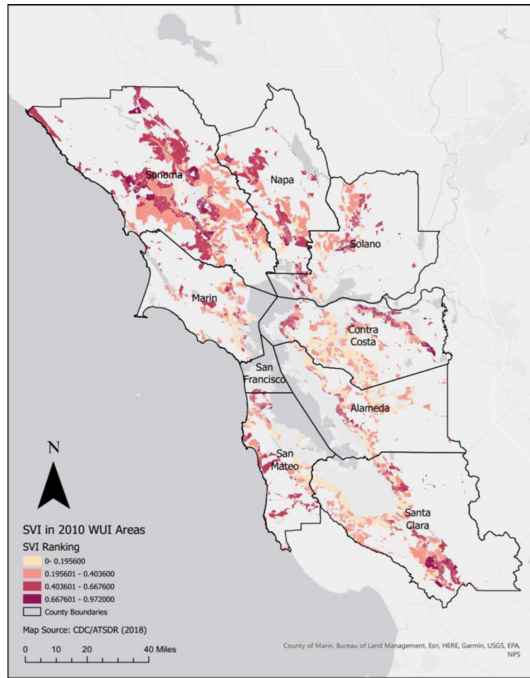 Sonoma
Napa
Solano
Marin
Contra
Costa
San
Francisco
Alameda
San
Mateo
Santa
Clara
N
SVI in 2010 WUI Areas
SVI Ranking
0- 0.195600
0.195601 - 0.403600
0.403601 - 0.667600
0.667601 - 0.972000
County Boundaries
Map Source: CDC/ATSDR (2018)
0 10 20 40 Miles
County of Marin, Bureau of Land Management, Esri, HERE, Garmin, USGS, EPA,
NPS